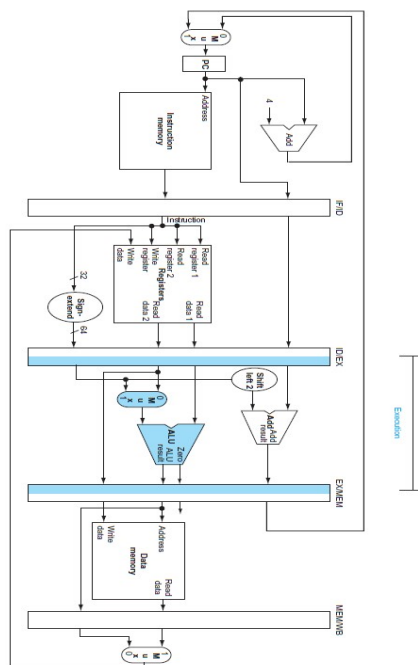 0
M
u
x
1
PC
4
Add
Address
Instruction
memory
IF/ID
Instruction
Read
register 1
Read
register 2
Write
register
Write
data
Registers
Read
data 1
Read
data 2
32
Sign-
extend
64
ID/EX
Execution
Shift
left 2
Add
Add
result
0
M
u
x
1
Zero
ALU
ALU
result
EX/MEM
Address
Write
data
Data
memory
Read
data
MEM/WB
1
M
u
x
0